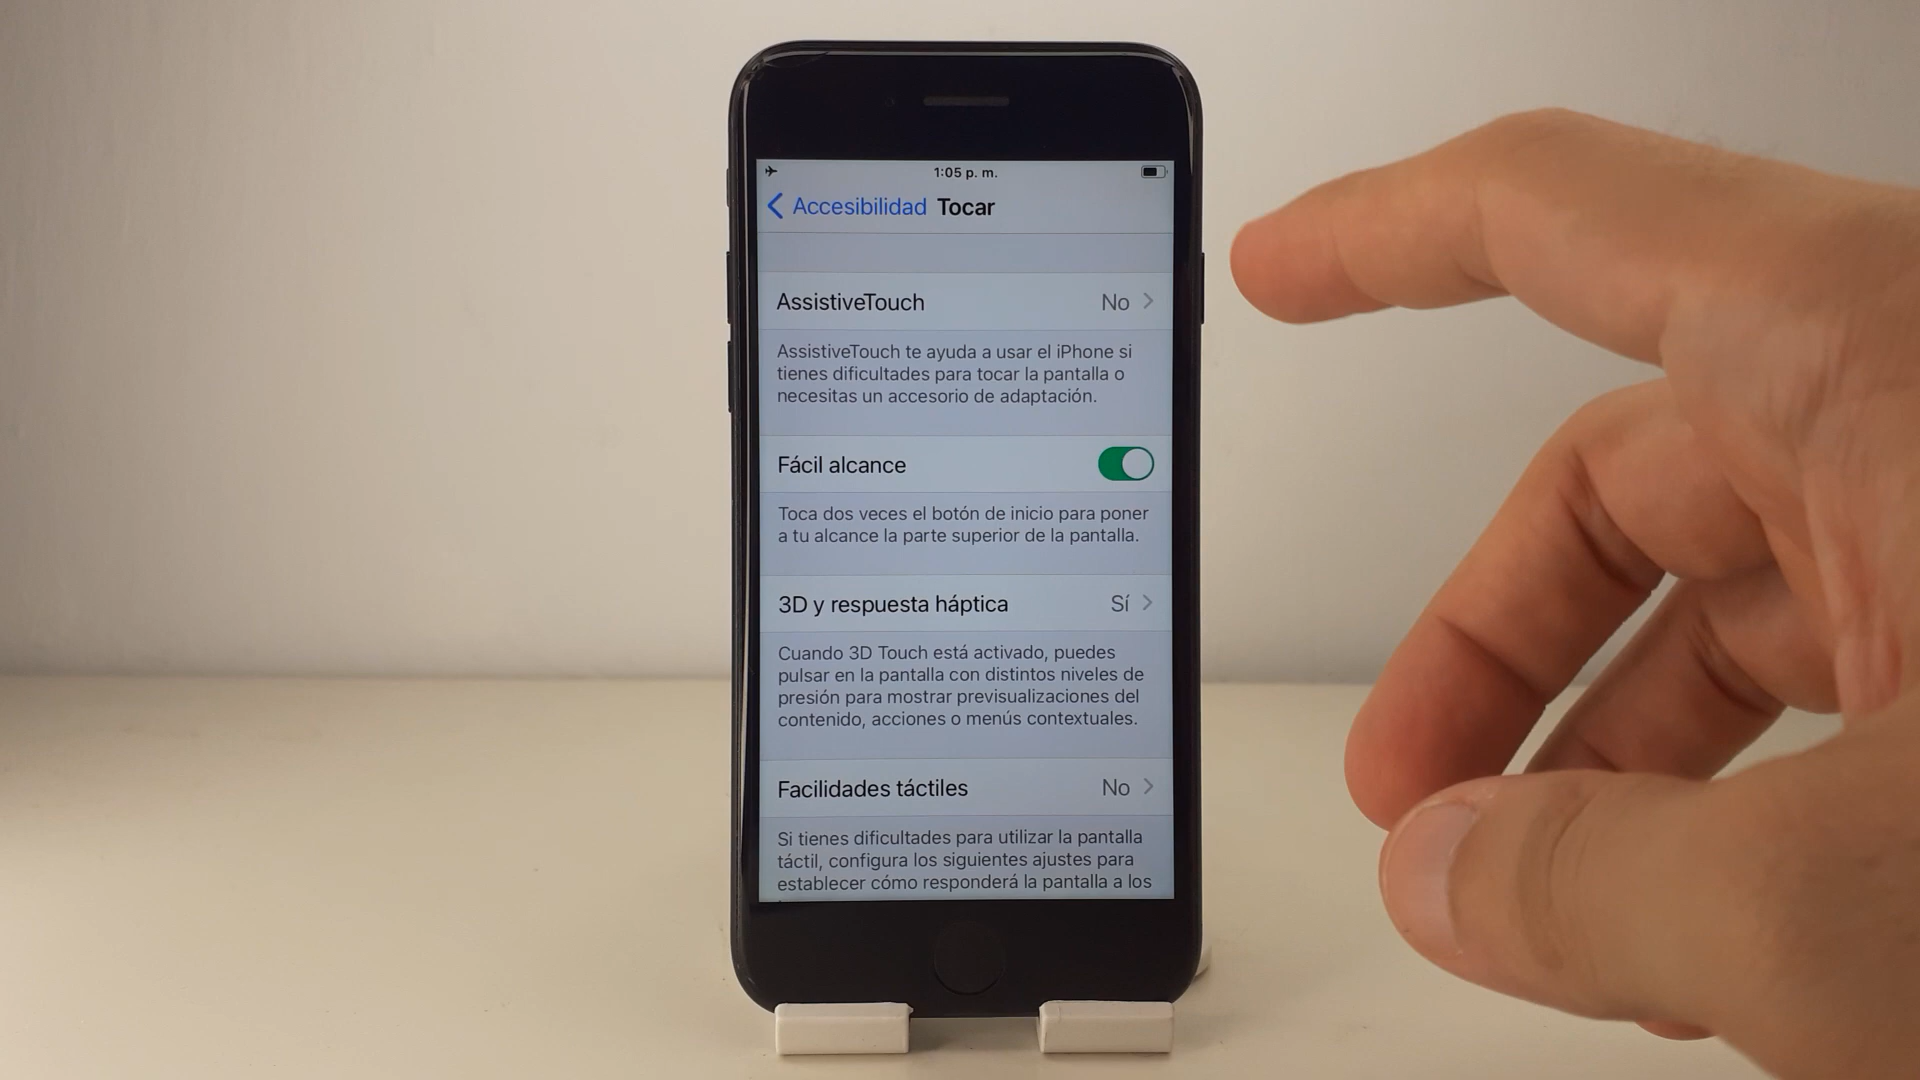 1:05 p. m.
Accesibilidad Tocar
AssistiveTouch No
AssistiveTouch te ayuda a usar el iPhone si
tienes dificultades para tocar la pantalla o
necesitas un accesorio de adaptación.
Fácil alcance
Toca dos veces el botón de inicio para poner
a tu alcance la parte superior de la pantalla.
3D y respuesta háptica Sí
Cuando 3D Touch está activado, puedes
pulsar en la pantalla con distintos niveles de
presión para mostrar previsualizaciones del
contenido, acciones o menús contextuales.
Facilidades táctiles No
Si tienes dificultades para utilizar la pantalla
táctil, configura los siguientes ajustes para
establecer cómo responderá la pantalla a los